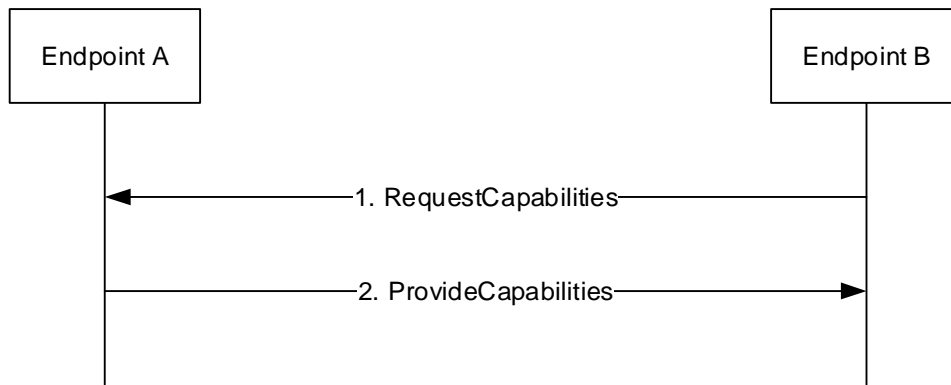 Endpoint A
Endpoint B
1. RequestCapabilities
2. ProvideCapabilities